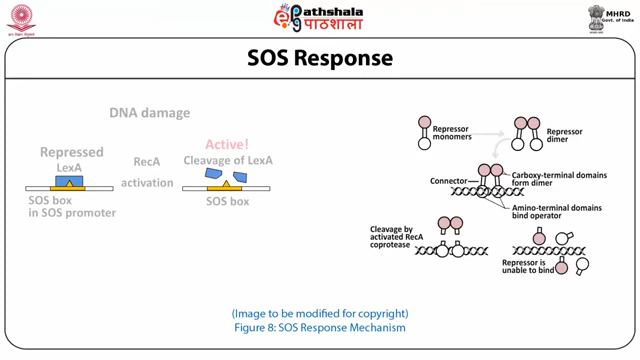 ePathshala
पाठशाला
MHRD
Govt. of India
SOS Response
DNA damage
Repressed
LexA
RecA
activation
Active!
Cleavage of LexA
SOS box
in SOS promoter
SOS box
Repressor
monomers
Repressor
dimer
Connector
Carboxy-terminal domains
form dimer
Amino-terminal domains
bind operator
Cleavage by
activated RecA
coprotease
Repressor is
unable to bind
(Image to be modified for copyright)
Figure 8: SOS Response Mechanism